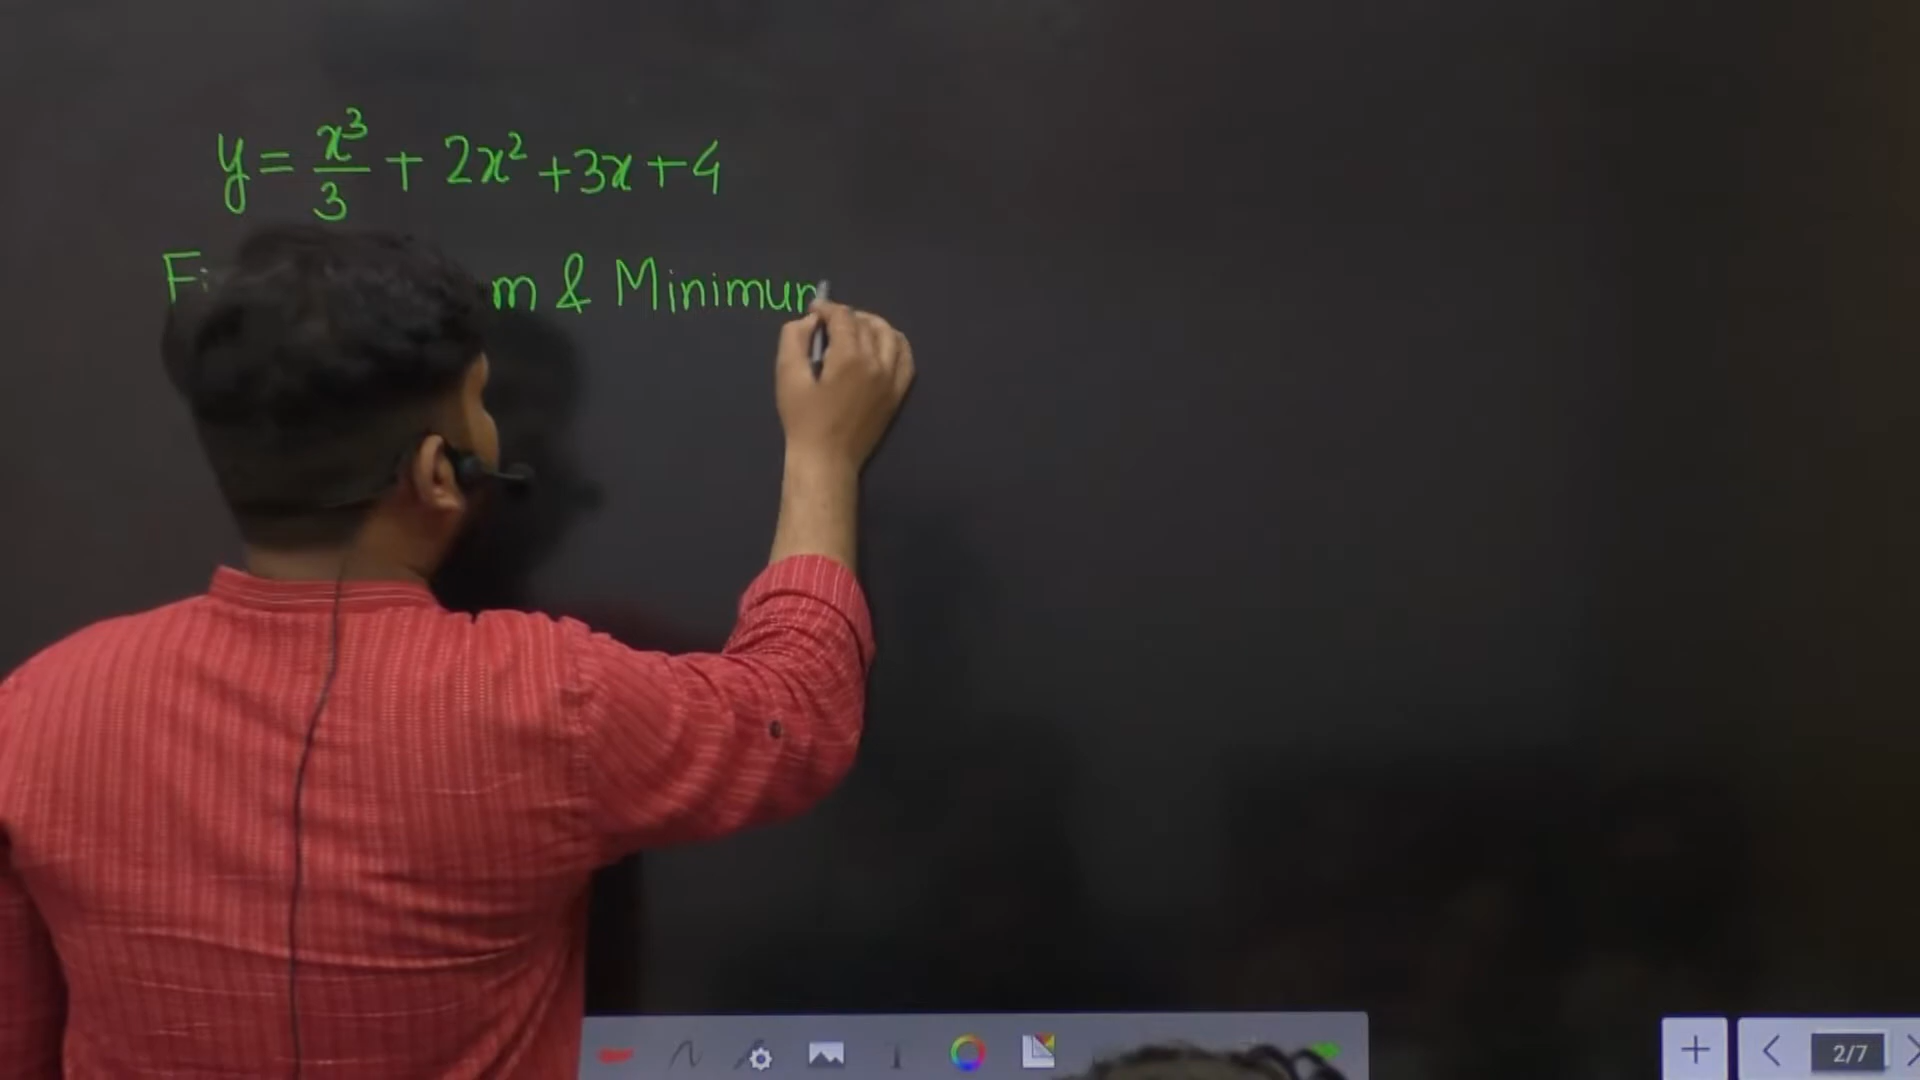 y = x³/3 + 2x² + 3x + 4
& Minimum
2/7